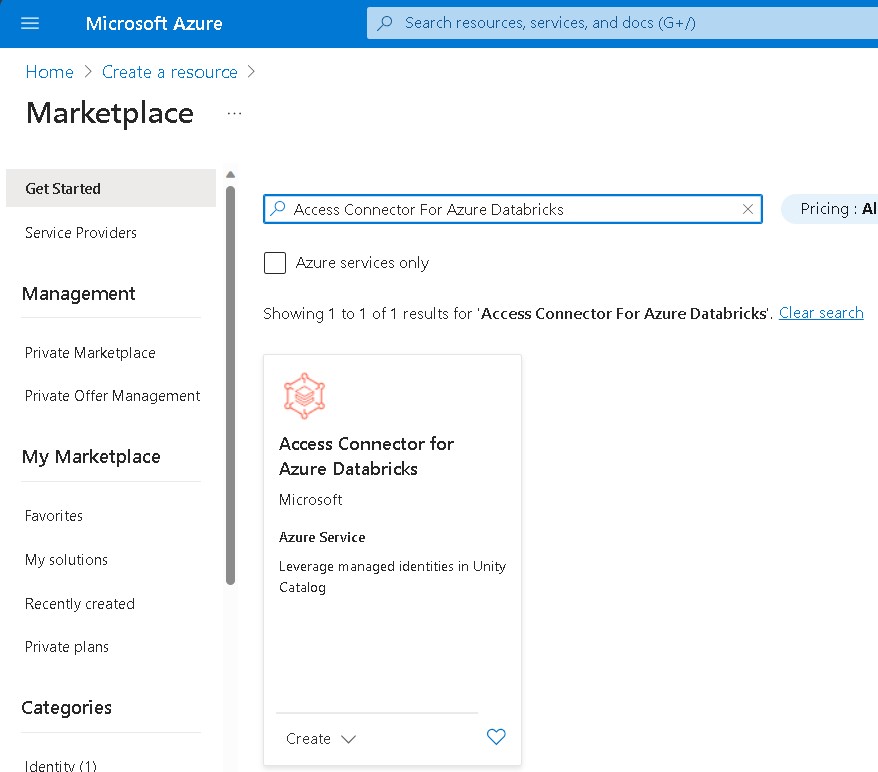 Microsoft Azure
Search resources, services, and docs (G+/)
Home > Create a resource >
Marketplace ...
Get Started
Service Providers
Management
Private Marketplace
Private Offer Management
My Marketplace
Favorites
My solutions
Recently created
Private plans
Categories
Identity (1)
Access Connector For Azure Databricks
Pricing : Al
Azure services only
Showing 1 to 1 of 1 results for 'Access Connector For Azure Databricks'. Clear search
Access Connector for
Azure Databricks
Microsoft
Azure Service
Leverage managed identities in Unity
Catalog
Create